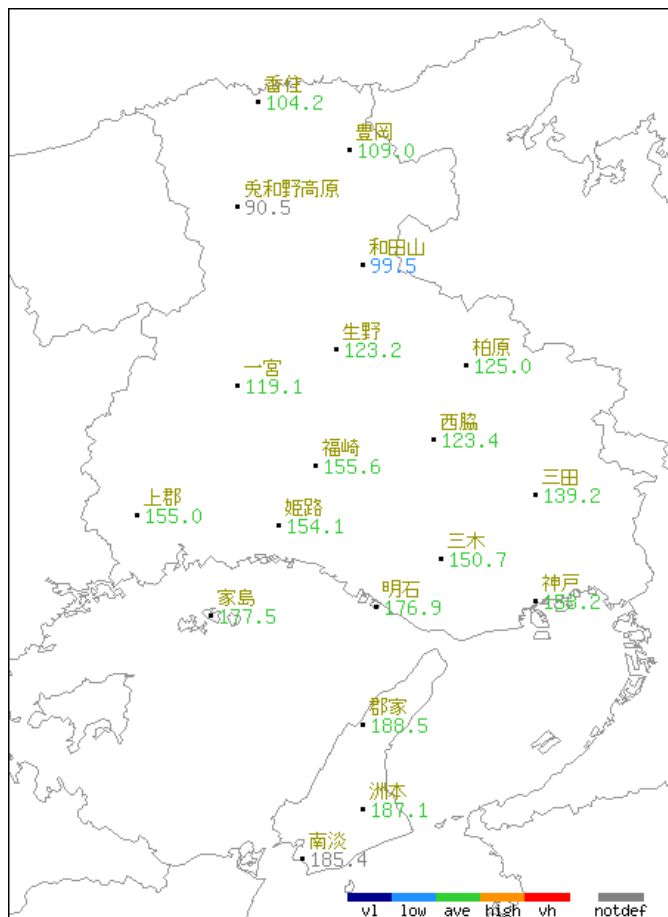 香住
104.2
豊岡
109.0
兎和野高原
90.5
和田山
99.5
生野
123.2
柏原
125.0
一宮
119.1
西脇
123.4
福崎
155.6
三田
139.2
上郡
155.0
姫路
154.1
三木
150.7
神戸
家島
177.5
明石
176.9
郡家
188.5
洲本
187.1
南淡
185.4
vl low ave high vh notdef